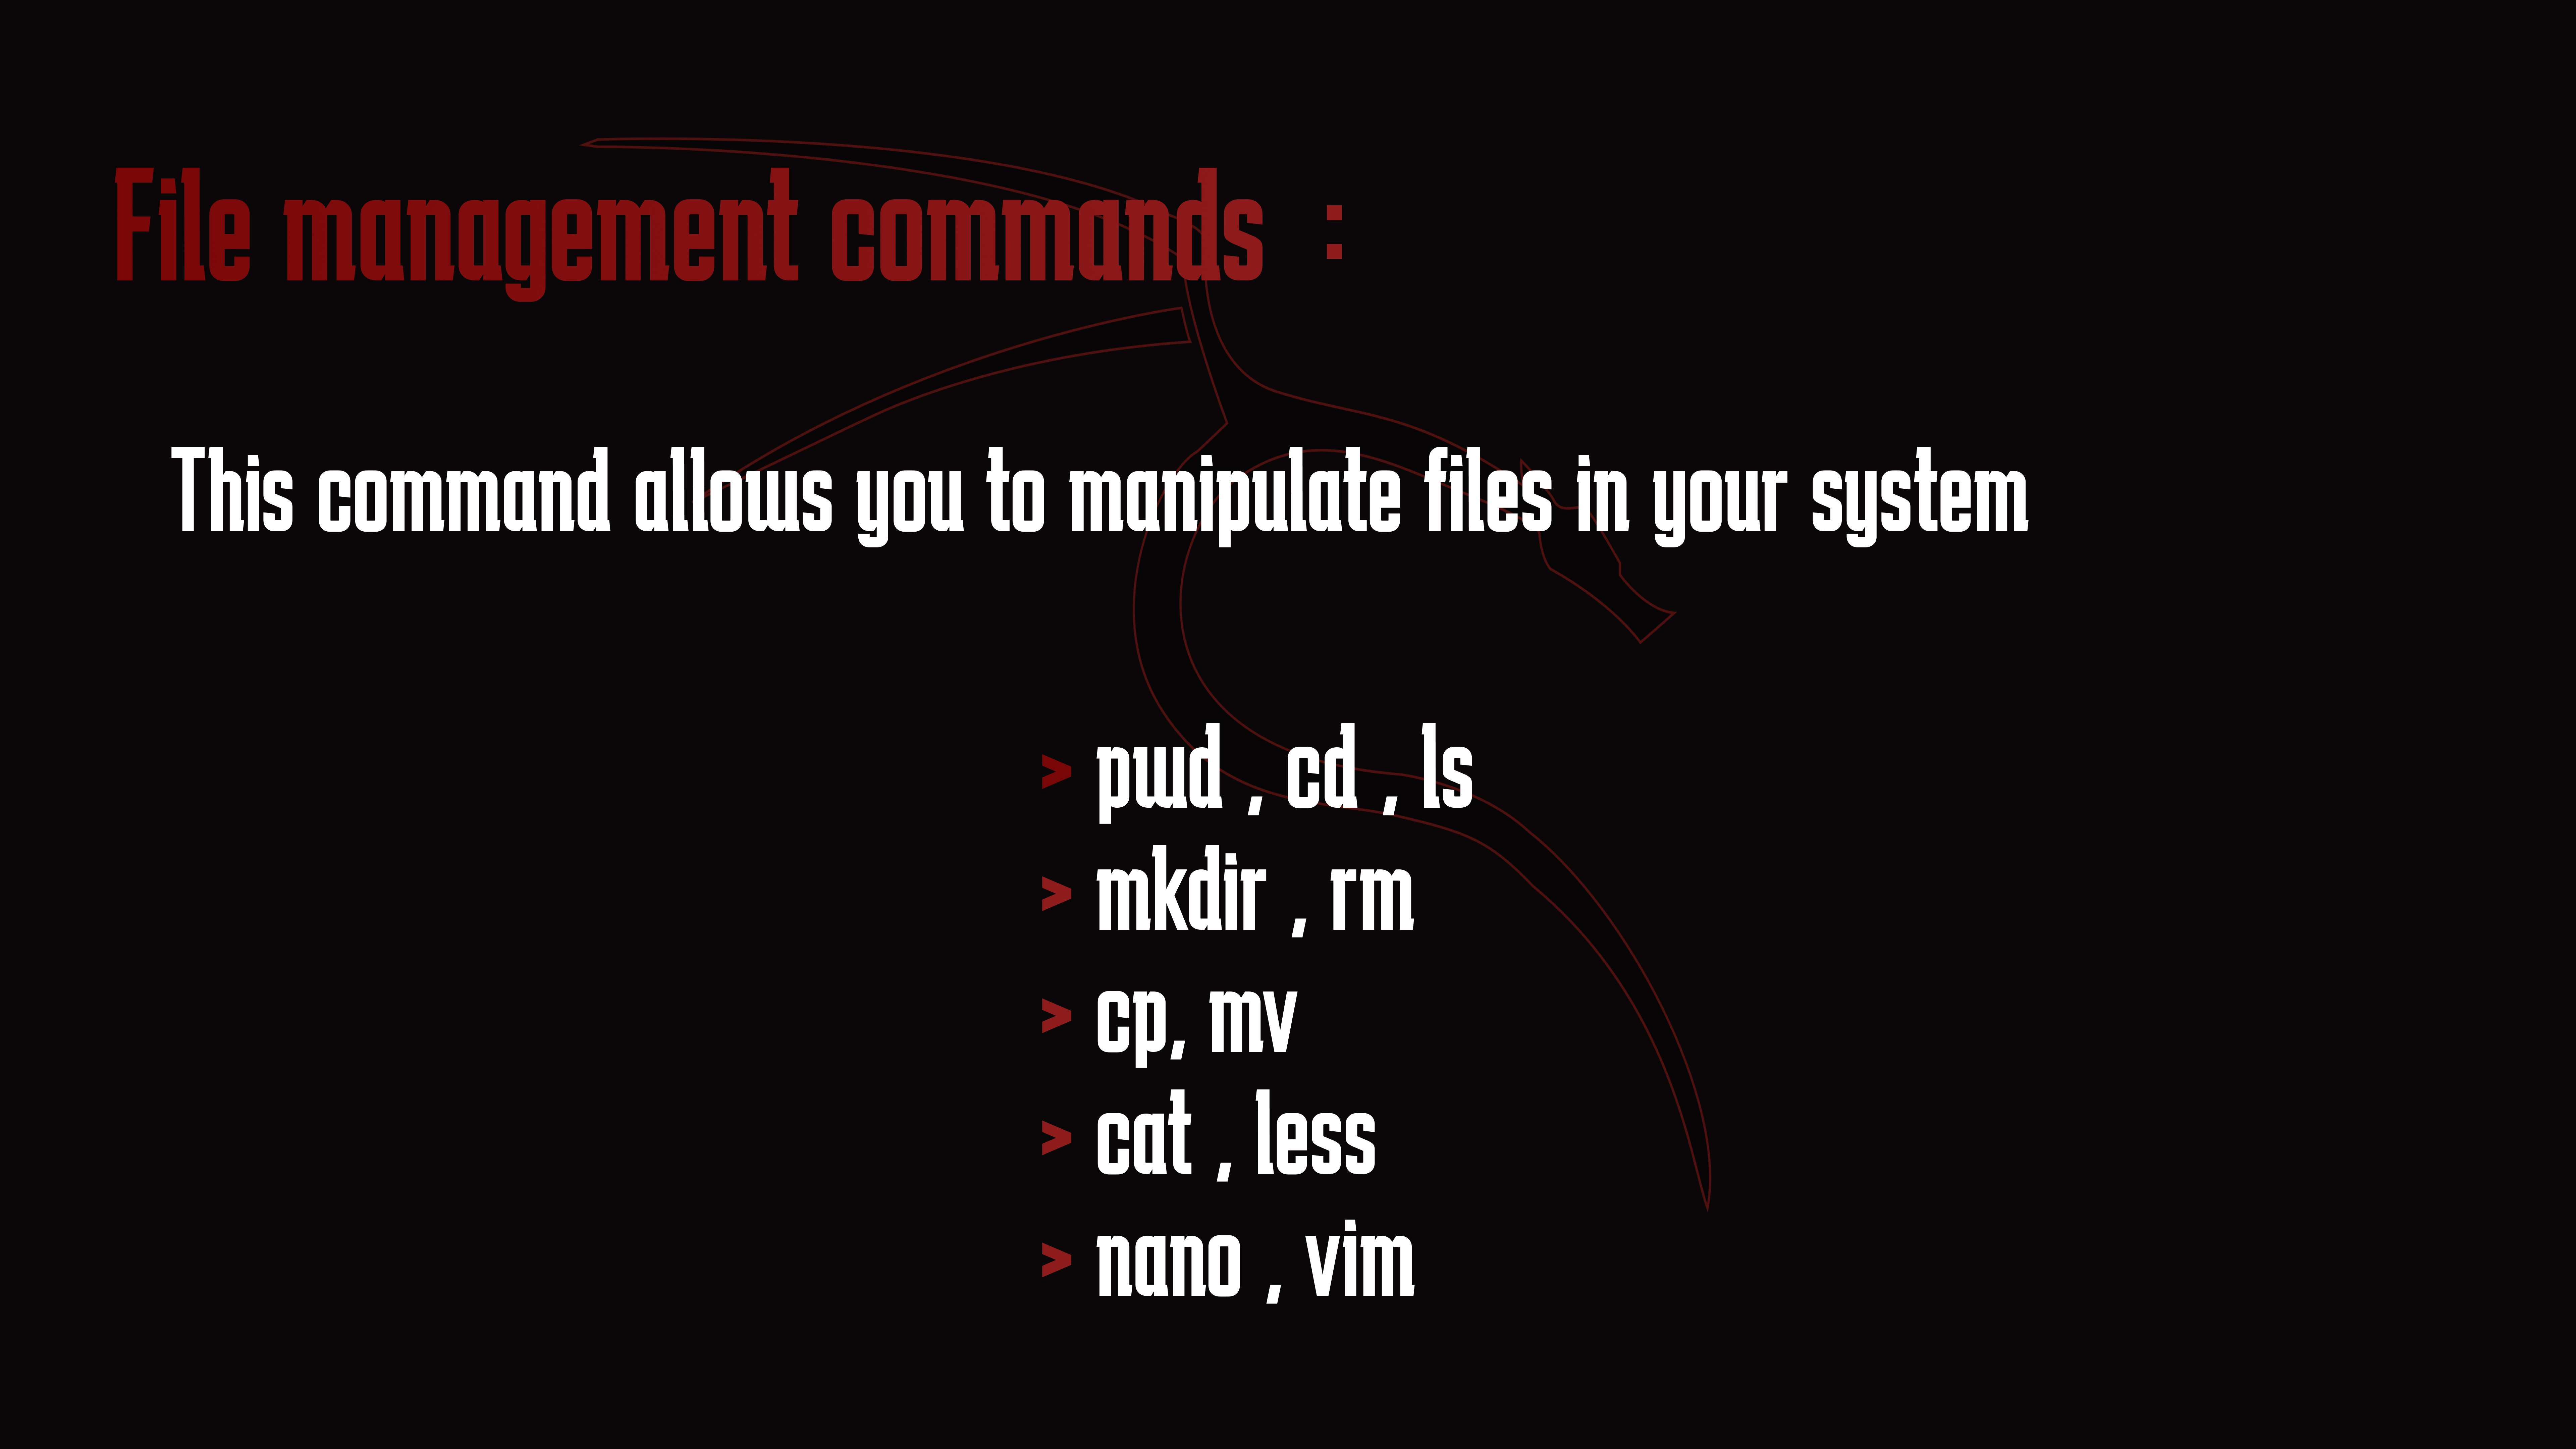 File management commands :
This command allows you to manipulate files in your system
> pwd , cd , ls
> mkdir , rm
> cp, mv
> cat , less
> nano , vim